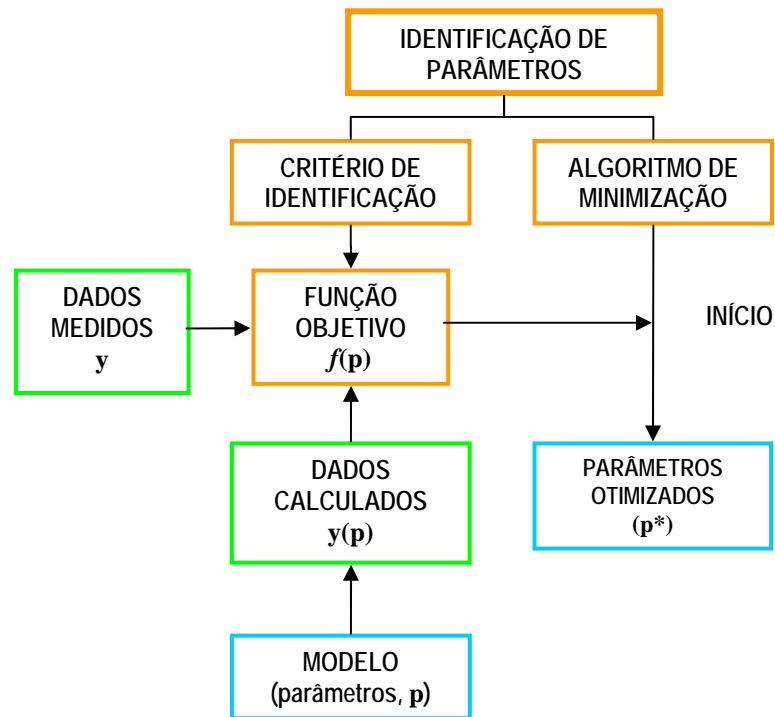 IDENTIFICAÇÃO DE
PARÂMETROS
CRITÉRIO DE
IDENTIFICAÇÃO
ALGORITMO DE
MINIMIZAÇÃO
DADOS
MEDIDOS
y
FUNÇÃO
OBJETIVO
f(p)
INÍCIO
DADOS
CALCULADOS
y(p)
PARÂMETROS
OTIMIZADOS
(p*)
MODELO
(parâmetros, p)